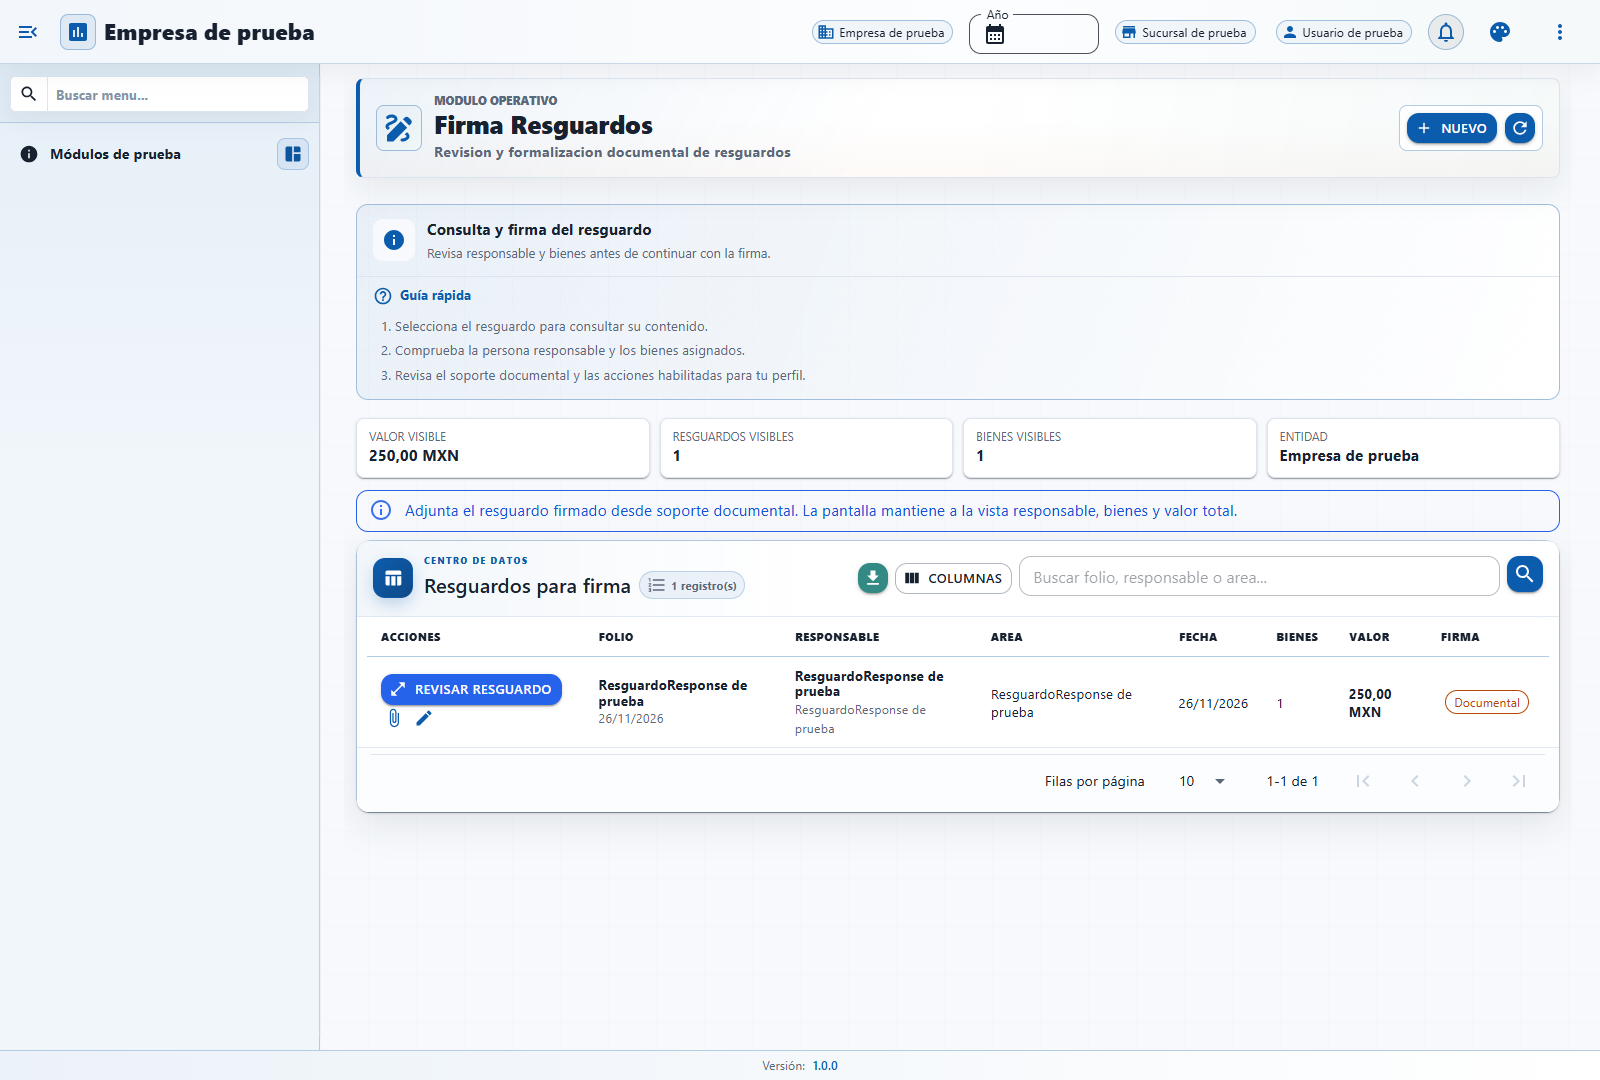 Empresa de prueba
Empresa de prueba
Año
Sucursal de prueba
Usuario de prueba
Buscar menu...
Módulos de prueba
MODULO OPERATIVO
Firma Resguardos
Revision y formalizacion documental de resguardos
NUEVO
Consulta y firma del resguardo
Revisa responsable y bienes antes de continuar con la firma.
Guía rápida
1. Selecciona el resguardo para consultar su contenido.
2. Comprueba la persona responsable y los bienes asignados.
3. Revisa el soporte documental y las acciones habilitadas para tu perfil.
VALOR VISIBLE
250,00 MXN
RESGUARDOS VISIBLES
1
BIENES VISIBLES
1
ENTIDAD
Empresa de prueba
Adjunta el resguardo firmado desde soporte documental. La pantalla mantiene a la vista responsable, bienes y valor total.
CENTRO DE DATOS
Resguardos para firma
1 registro(s)
COLUMNAS
Buscar folio, responsable o area...
ACCIONES FOLIO RESPONSABLE AREA FECHA BIENES VALOR FIRMA
REVISAR RESGUARDO
ResguardoResponse de
prueba
26/11/2026
ResguardoResponse de
prueba
ResguardoResponse de
prueba
ResguardoResponse de
prueba
26/11/2026
1
250,00
MXN
Documental
Filas por página
10
1-1 de 1
Versión: 1.0.0